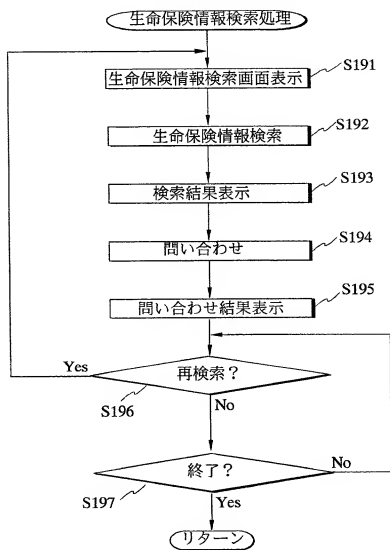 生命保険情報検索処理
生命保険情報検索画面表示
S191
生命保険情報検索
S192
検索結果表示
S193
問い合わせ
S194
問い合わせ結果表示
S195
再検索？
Yes
S196
No
終了？
No
S197
Yes
リターン